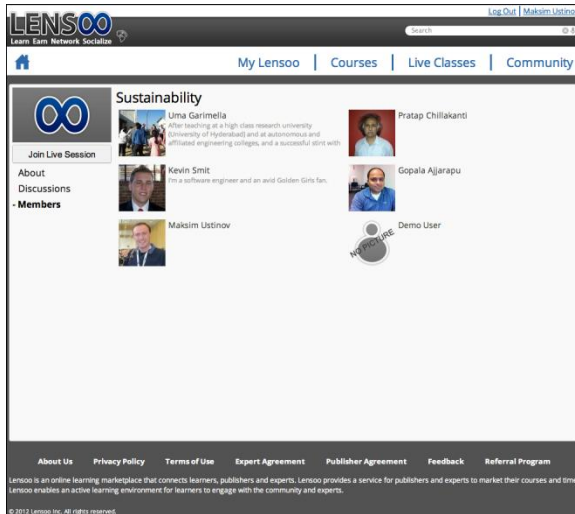 Log Out | Maksim Ustino
LENSOO
Learn Earn Network Socialize
Search
My Lensoo | Courses | Live Classes | Community
Sustainability
Uma Garimella
After teaching at a high class research university
(University of Hyderabad) and at autonomous and
affiliated engineering colleges, and a successful stint with
Pratap Chillakanti
Join Live Session
About
Discussions
- Members
Kevin Smit
I'm a software engineer and an avid Golden Girls fan.
Gopala Ajjarapu
Maksim Ustinov
Demo User
NO PICTURE
About Us Privacy Policy Terms of Use Expert Agreement Publisher Agreement Feedback Referral Program
Lensoo is an online learning marketplace that connects learners, publishers and experts. Lensoo provides a service for publishers and experts to market their courses and time
Lensoo enables an active learning environment for learners to engage with the community and experts.
© 2012 Lensoo Inc. All rights reserved.